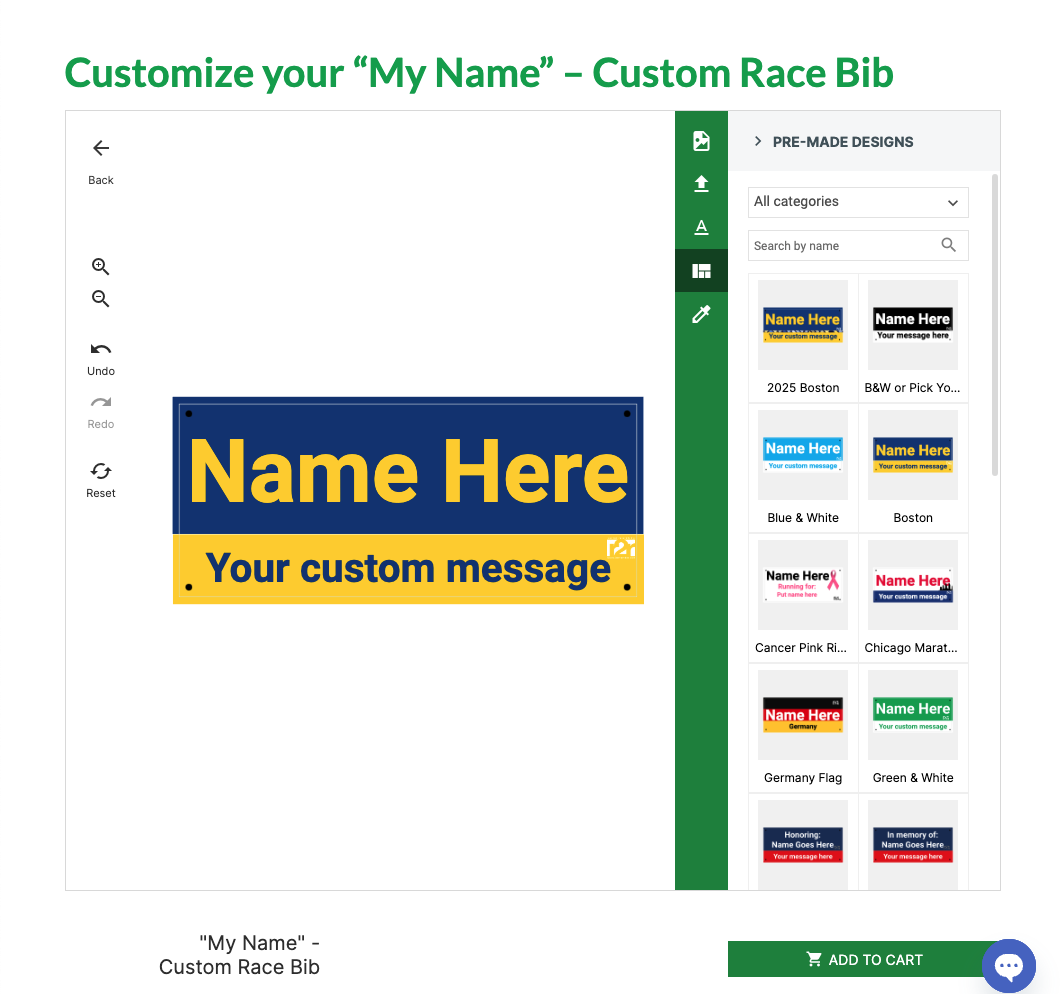 Customize your “My Name” – Custom Race Bib
Back
Undo
Redo
Reset
Name Here
Your custom message
A
PRE-MADE DESIGNS
All categories
Search by name
Name Here
Your custom message
2025 Boston
Name Here
Your message here
B&W or Pick Yo...
Name Here
Your custom message
Blue & White
Name Here
Your custom message
Boston
Name Here
Running for:
Put name here
Cancer Pink Ri...
Name Here
Your custom message
Chicago Marat...
Name Here
Germany
Germany Flag
Name Here
Your custom message
Green & White
Honoring:
Name Goes Here
Your message here
In memory of:
Name Goes Here
Your message here
"My Name" -
Custom Race Bib
ADD TO CART